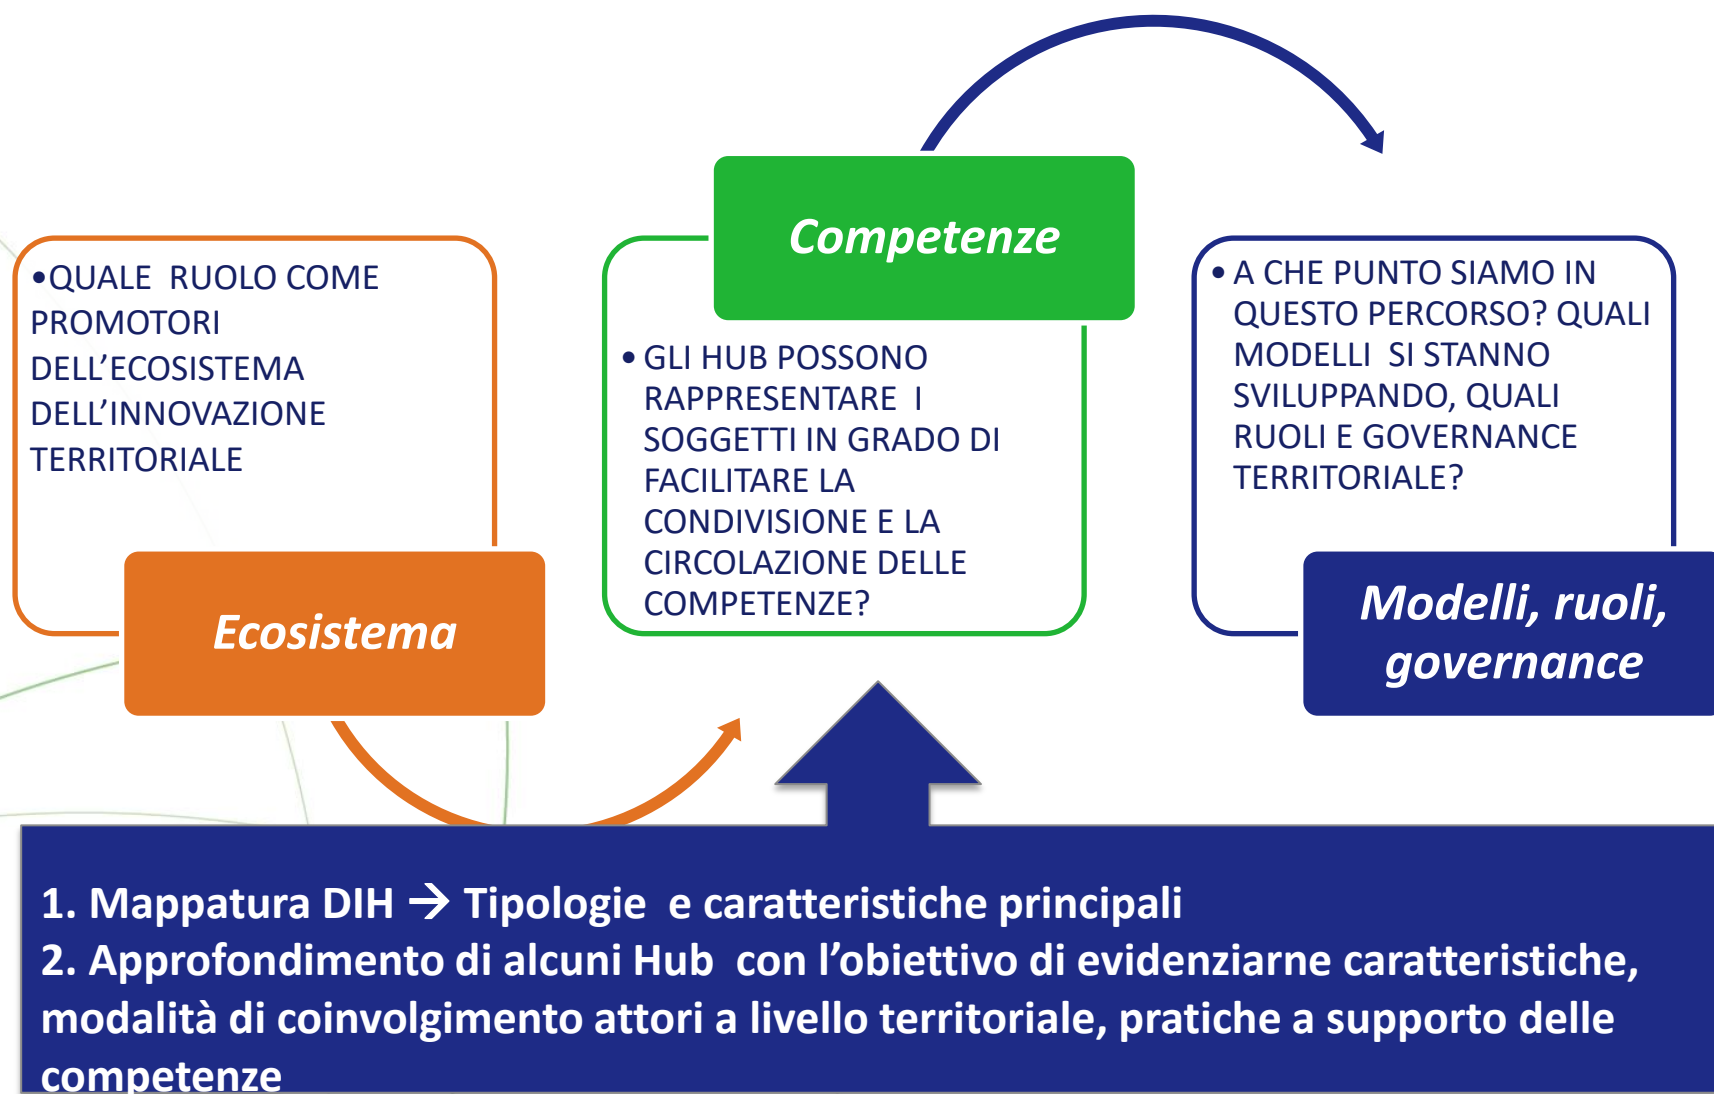 •QUALE RUOLO COME
PROMOTORI
DELL’ECOSISTEMA
DELL’INNOVAZIONE
TERRITORIALE
Ecosistema
Competenze
• GLI HUB POSSONO
RAPPRESENTARE I
SOGGETTI IN GRADO DI
FACILITARE LA
CONDIVISIONE E LA
CIRCOLAZIONE DELLE
COMPETENZE?
• A CHE PUNTO SIAMO IN
QUESTO PERCORSO? QUALI
MODELLI SI STANNO
SVILUPPANDO, QUALI
RUOLI E GOVERNANCE
TERRITORIALE?
Modelli, ruoli,
governance
1. Mappatura DIH → Tipologie e caratteristiche principali
2. Approfondimento di alcuni Hub con l’obiettivo di evidenziarne caratteristiche,
modalità di coinvolgimento attori a livello territoriale, pratiche a supporto delle
competenze